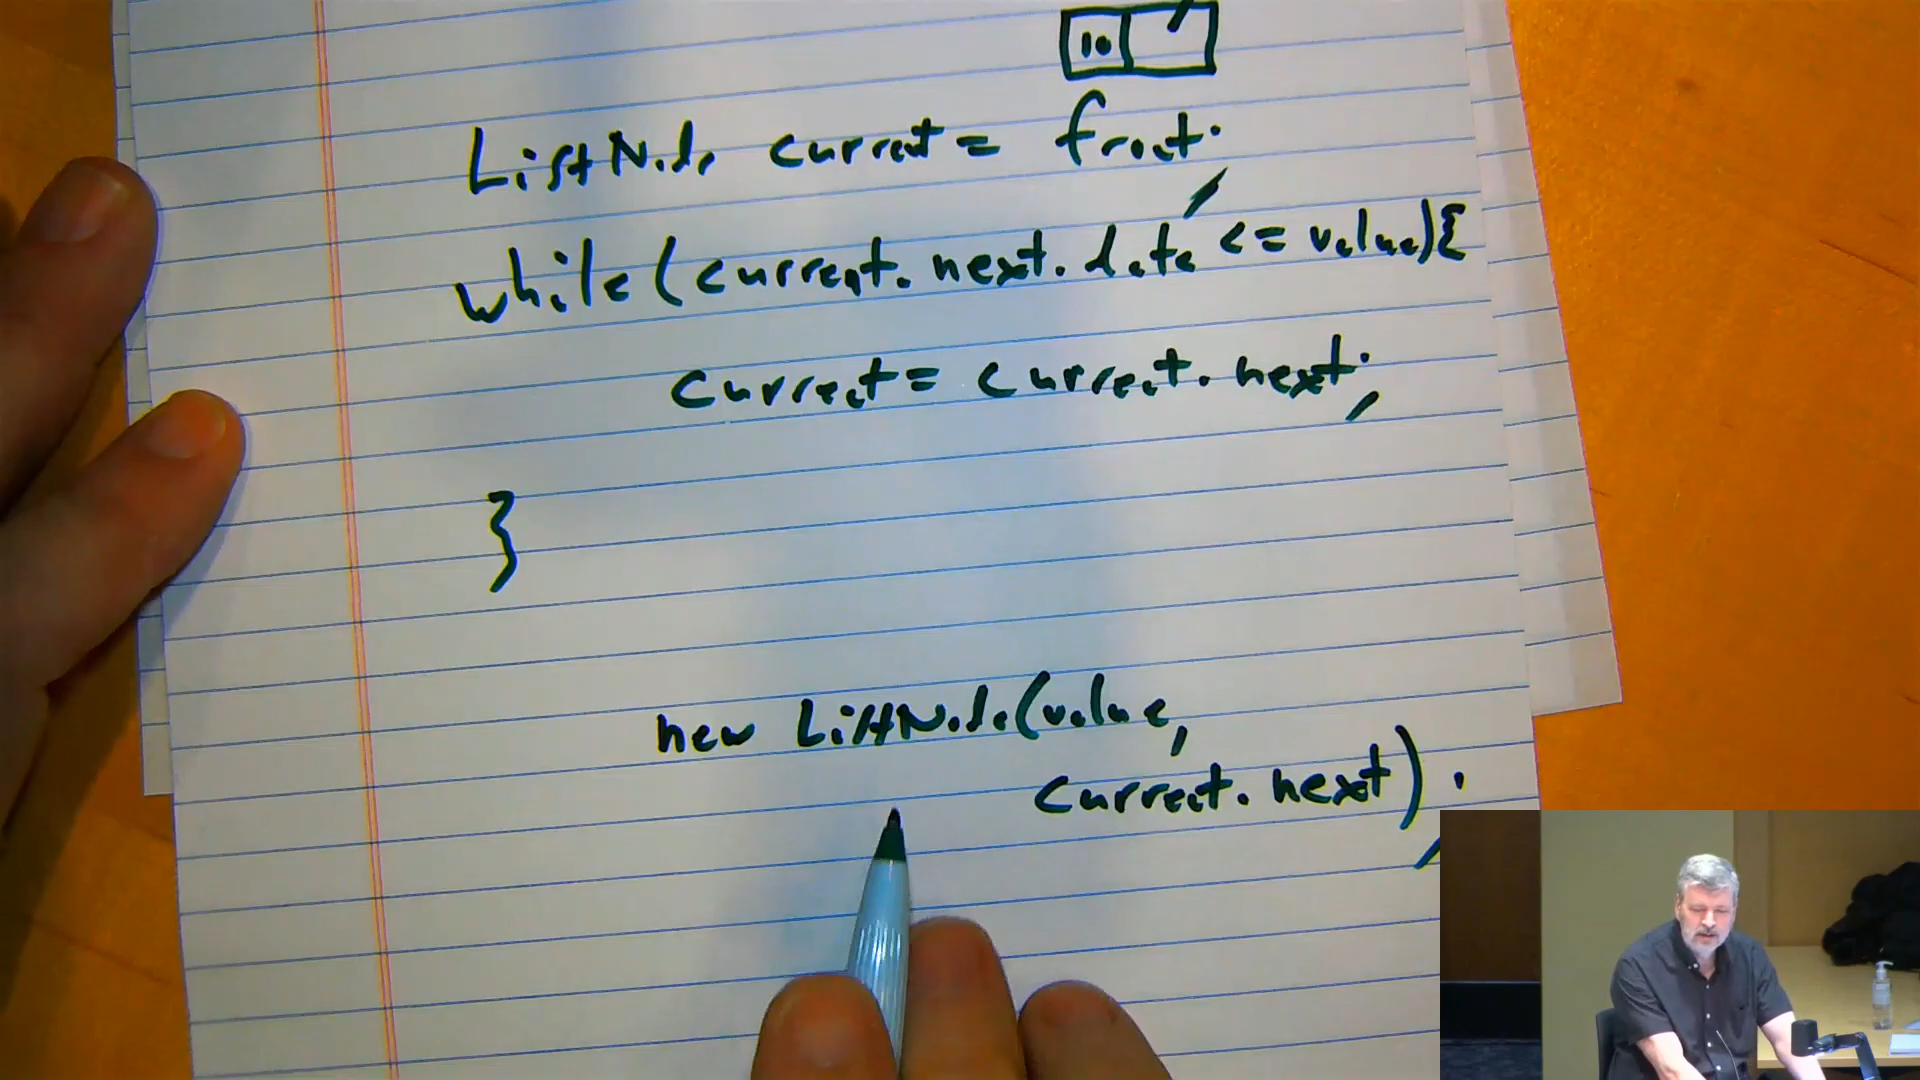 10
ListNode current = front;
while (current.next.data <= value) {
current = current.next;
}
new ListNode(value,
current.next);